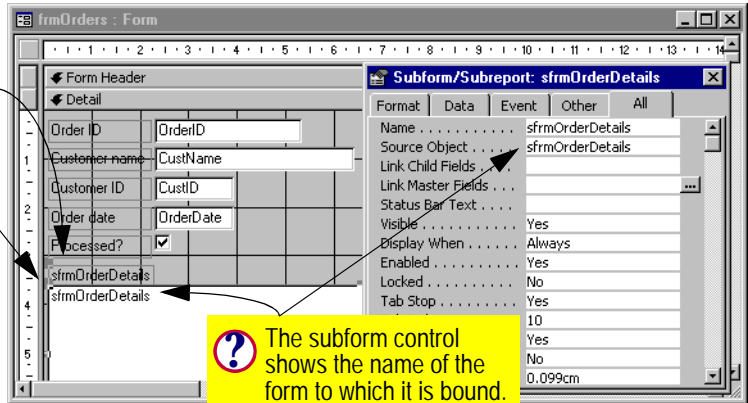 frmOrders : Form
1 2 3 4 5 6 7 8 9 10 11 12 13 14
Form Header
Detail
Order ID OrderID
Customer name CustName
Customer ID CustID
Order date OrderDate
Processed?
sfrmOrderDetails
sfrmOrderDetails
1
2
4
5
Subform/Subreport: sfrmOrderDetails
Format Data Event Other All
Name . . . . . . . . . . . sfrmOrderDetails
Source Object . . . . . sfrmOrderDetails
Link Child Fields . . . .
Link Master Fields . . .
Status Bar Text . . . .
Visible . . . . . . . . . . . Yes
Display When . . . . . . Always
Enabled . . . . . . . . . . Yes
Locked . . . . . . . . . . . No
Tab Stop . . . . . . . . . Yes
10
Yes
No
0.099cm
? The subform control
shows the name of the
form to which it is bound.